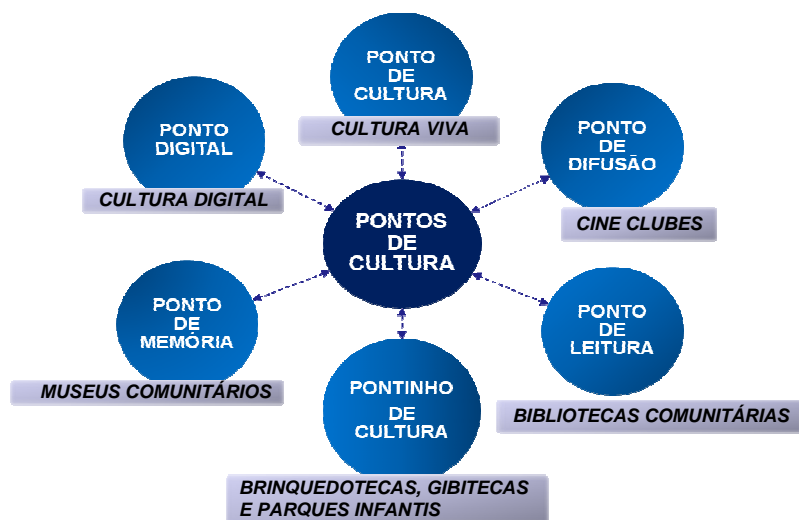 PONTO
DE
CULTURA
CULTURA VIVA
PONTO
DIGITAL
CULTURA DIGITAL
PONTO
DE
DIFUSÃO
CINE CLUBES
PONTOS
DE
CULTURA
PONTO
DE
MEMÓRIA
MUSEUS COMUNITÁRIOS
PONTO
DE
LEITURA
BIBLIOTECAS COMUNITÁRIAS
PONTINHO
DE
CULTURA
BRINQUEDOTECAS, GIBITECAS
E PARQUES INFANTIS